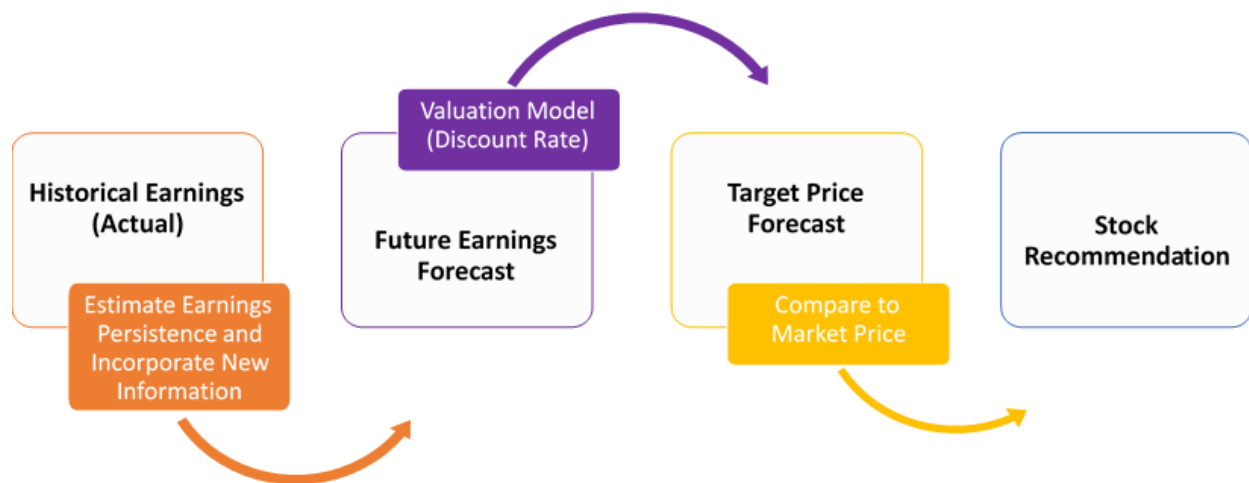 Historical Earnings
(Actual)
Estimate Earnings
Persistence and
Incorporate New
Information
Valuation Model
(Discount Rate)
Future Earnings
Forecast
Target Price
Forecast
Compare to
Market Price
Stock
Recommendation